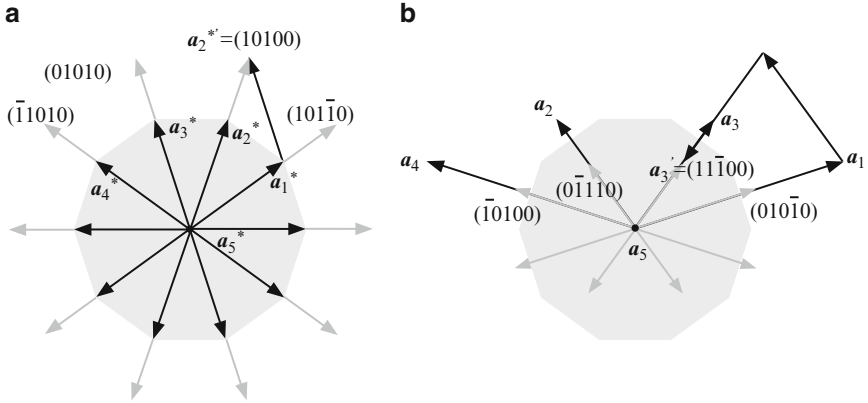 a
a₂*'=(10100)
(01010)
(1̄1010)
(1011̄0)
a₃*
a₂*
a₁*
a₄*
a₅*
b
a₂
a₃
a₄
a₁
a₃'=(111̄00)
(01̄110)
(1̄0100)
(0101̄0)
a₅